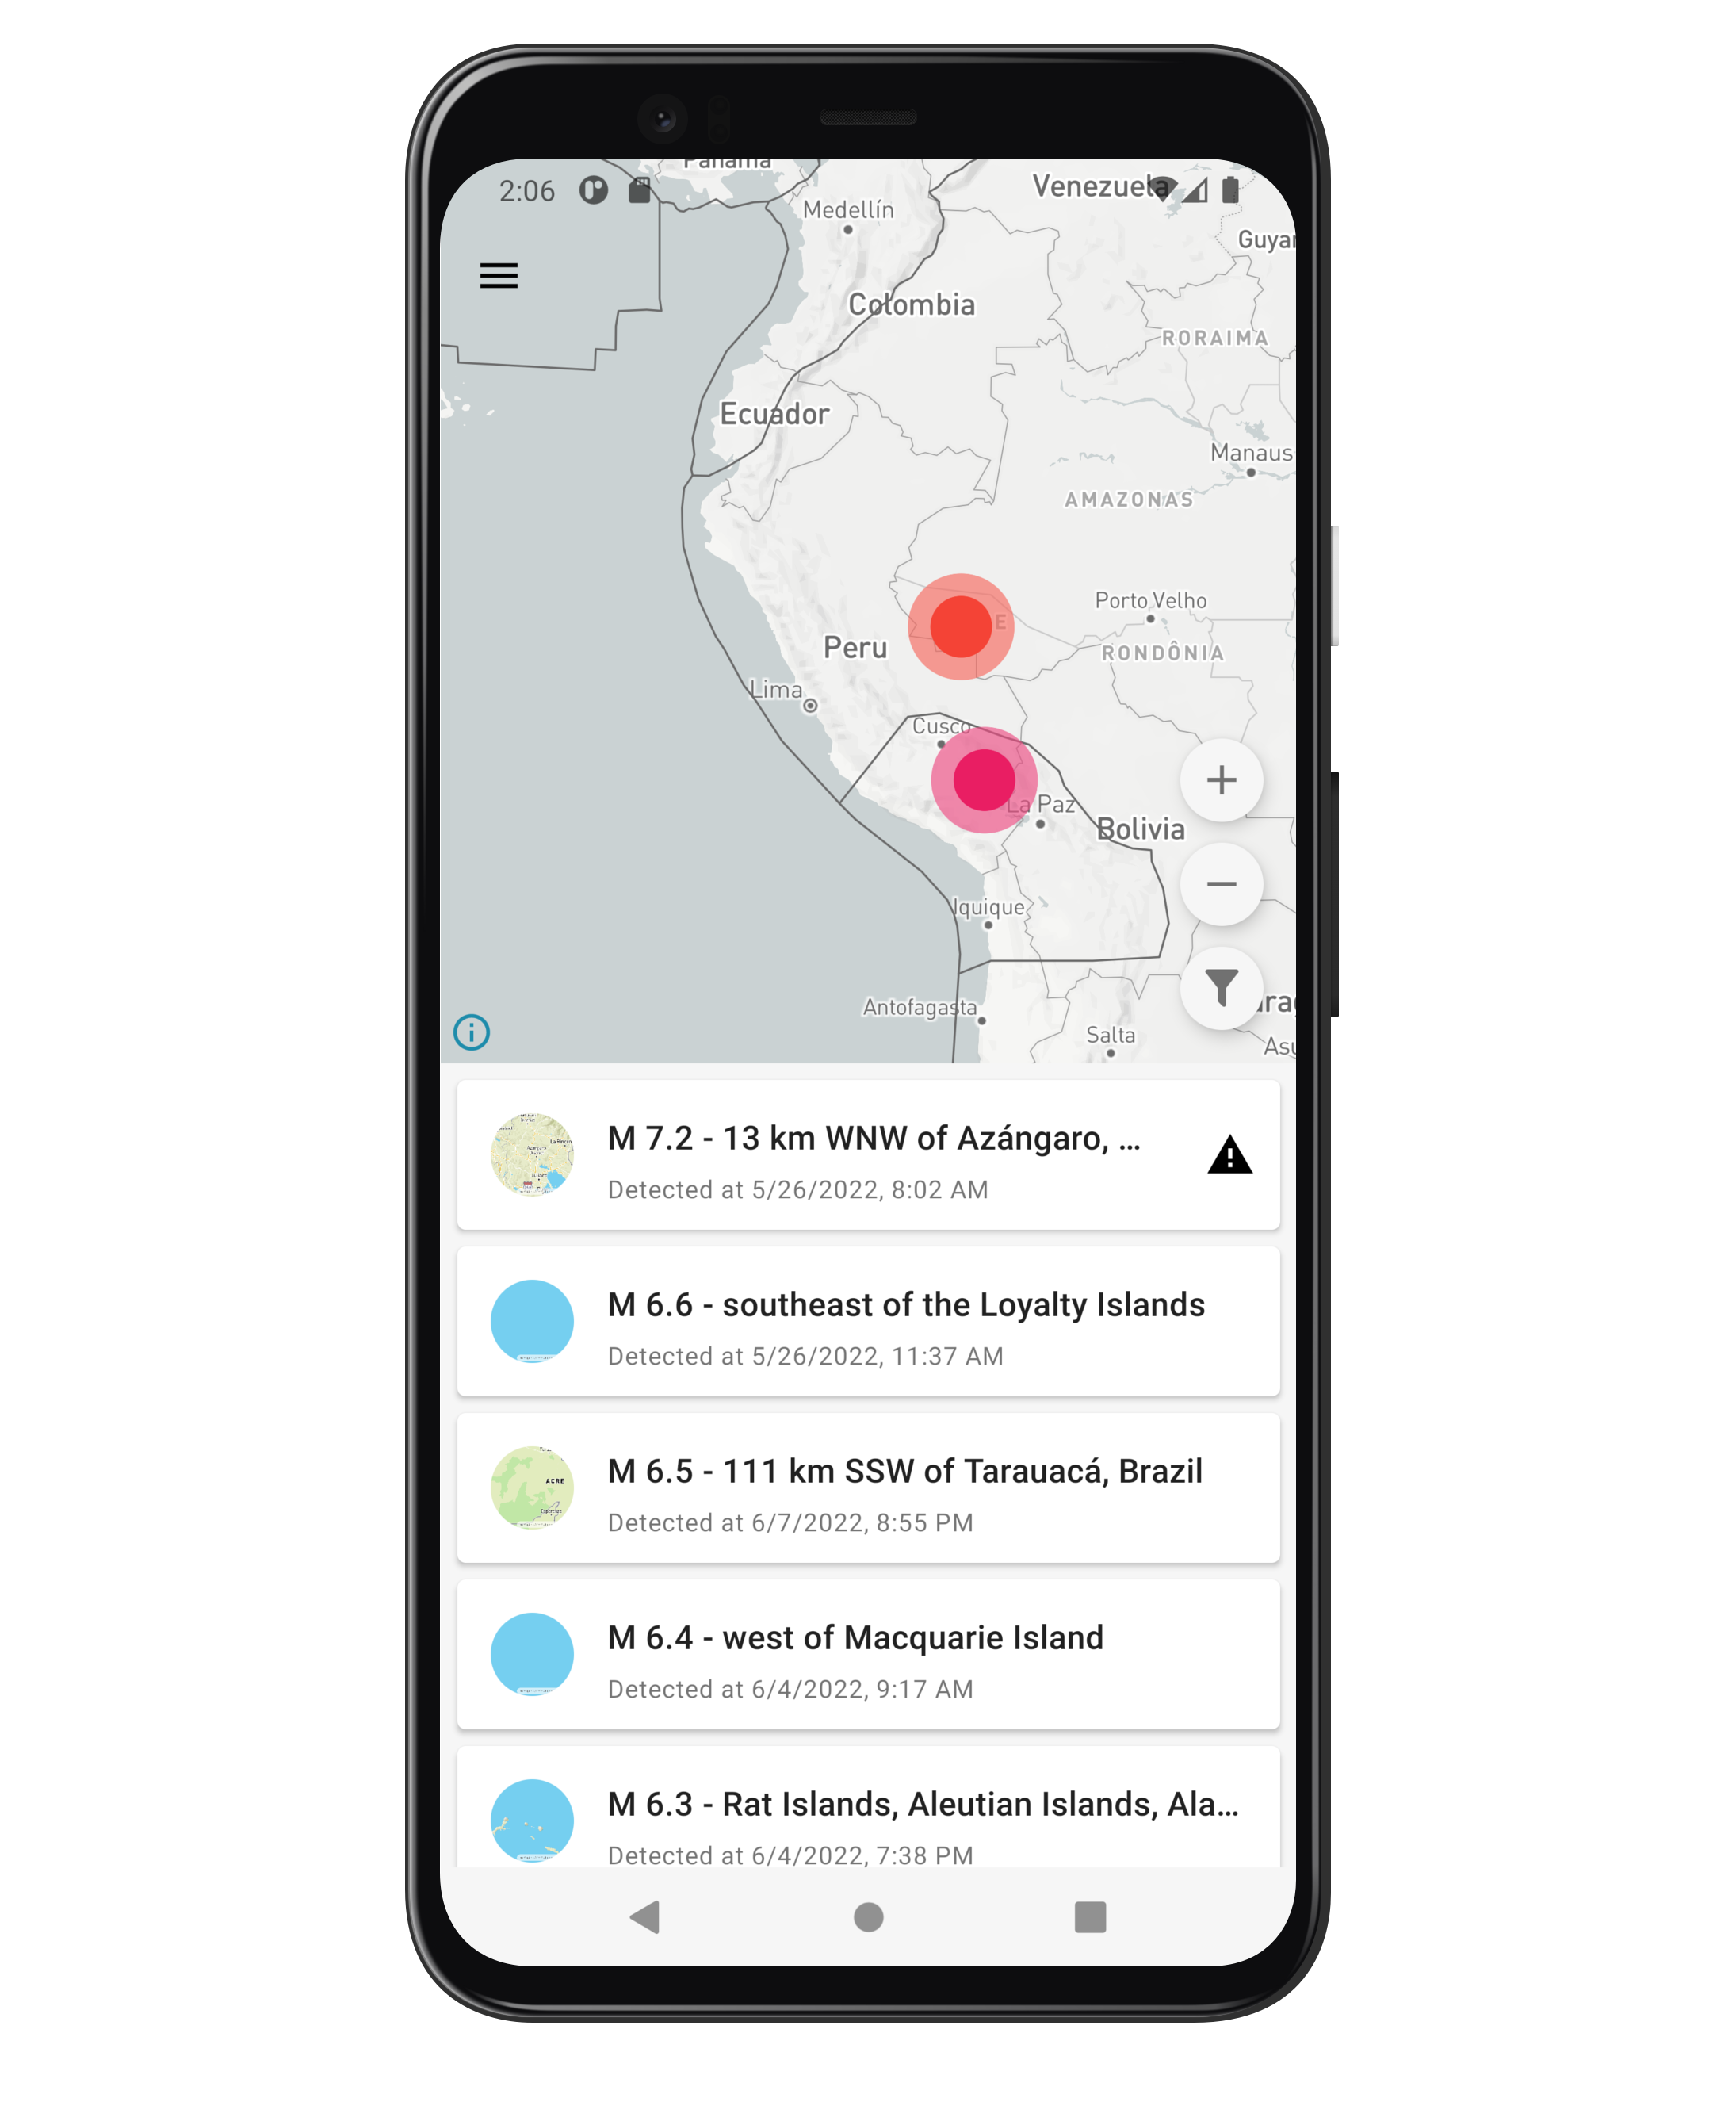 Panama
2:06
Venezuela
Medellín
Guya
Colombia
RORAIMA
Ecuador
Manaus
AMAZONAS
Porto Velho
E
Peru
RONDÔNIA
Lima
Cusco
La Paz
Bolivia
Iquique
Antofagasta
Salta
Asu
M 7.2 - 13 km WNW of Azángaro, ...
Detected at 5/26/2022, 8:02 AM
M 6.6 - southeast of the Loyalty Islands
Detected at 5/26/2022, 11:37 AM
ACRE
M 6.5 - 111 km SSW of Tarauacá, Brazil
Detected at 6/7/2022, 8:55 PM
M 6.4 - west of Macquarie Island
Detected at 6/4/2022, 9:17 AM
M 6.3 - Rat Islands, Aleutian Islands, Ala...
Detected at 6/4/2022, 7:38 PM